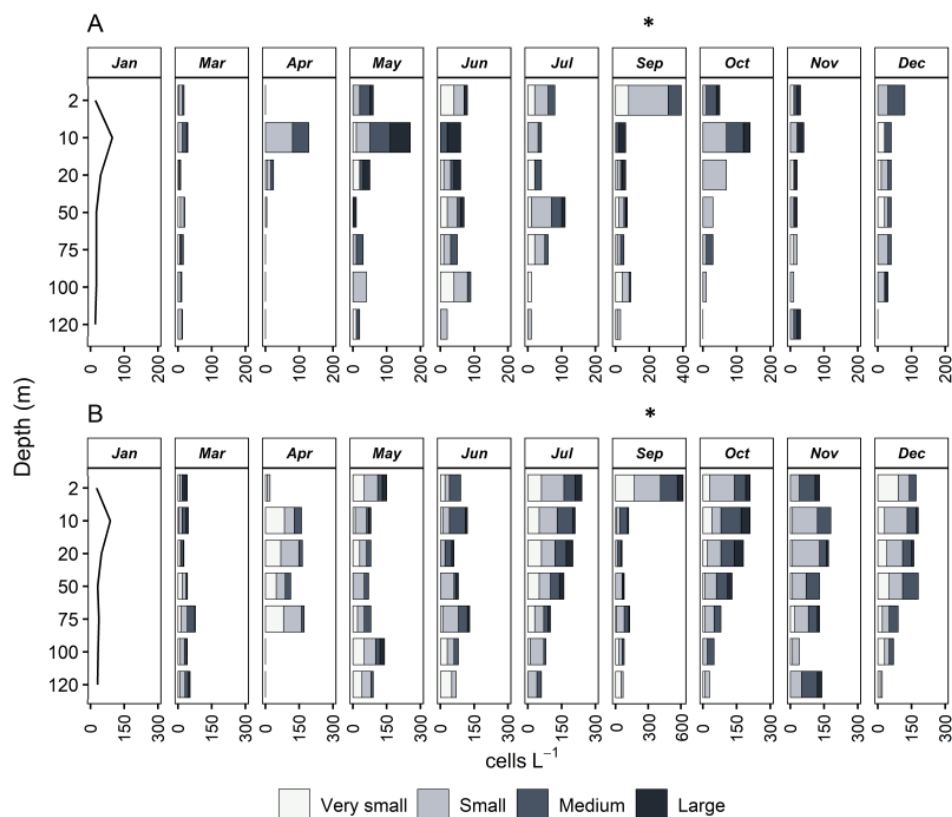 A
*
Jan Mar Apr May Jun Jul Sep Oct Nov Dec
2
10
20
50
75
100
120
0 100 200 0 100 200 0 100 200 0 100 200 0 100 200 0 100 200 0 200 400 0 100 200 0 100 200 0 100 200
Depth (m)
B
*
Jan Mar Apr May Jun Jul Sep Oct Nov Dec
2
10
20
50
75
100
120
0 150 300 0 150 300 0 150 300 0 150 300 0 150 300 0 150 300 0 300 600 0 150 300 0 150 300 0 150 300
cells L⁻¹
Very small Small Medium Large